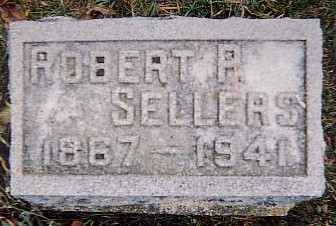 ROBERT R.
SELLERS
1867 - 1941